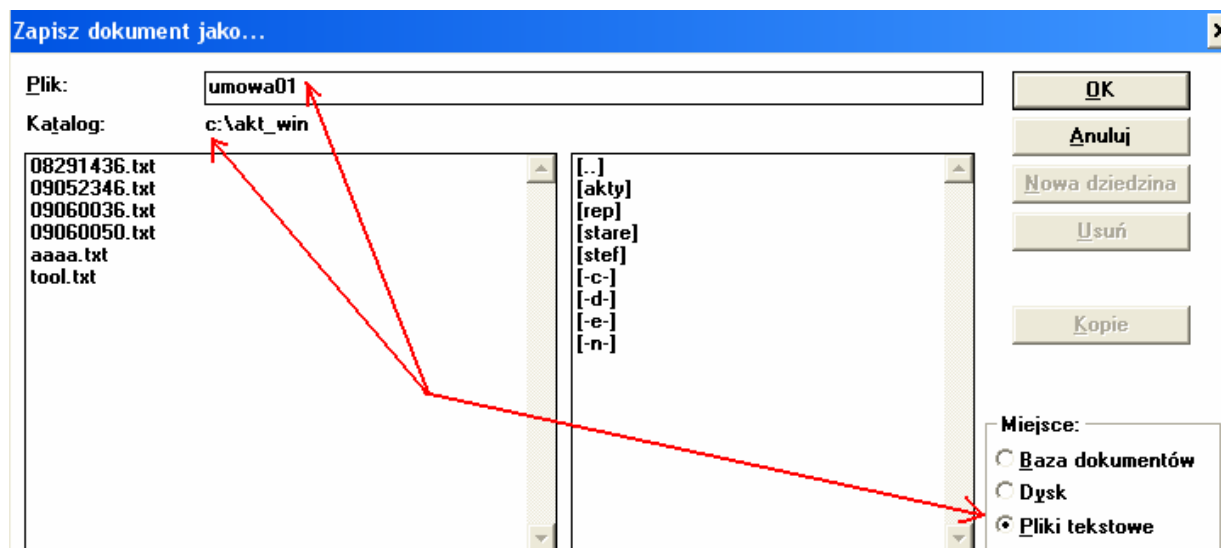 Zapisz dokument jako...
Plik:
umowa01
OK
Katalog:
c:\akt_win
Anuluj
08291436.txt
09052346.txt
09060036.txt
09060050.txt
aaaa.txt
tool.txt
[..]
[akty]
[rep]
[stare]
[stef]
[-c-]
[-d-]
[-e-]
[-n-]
Nowa dziedzina
Usuń
Kopie
Miejsce:
Baza dokumentów
Dysk
Pliki tekstowe